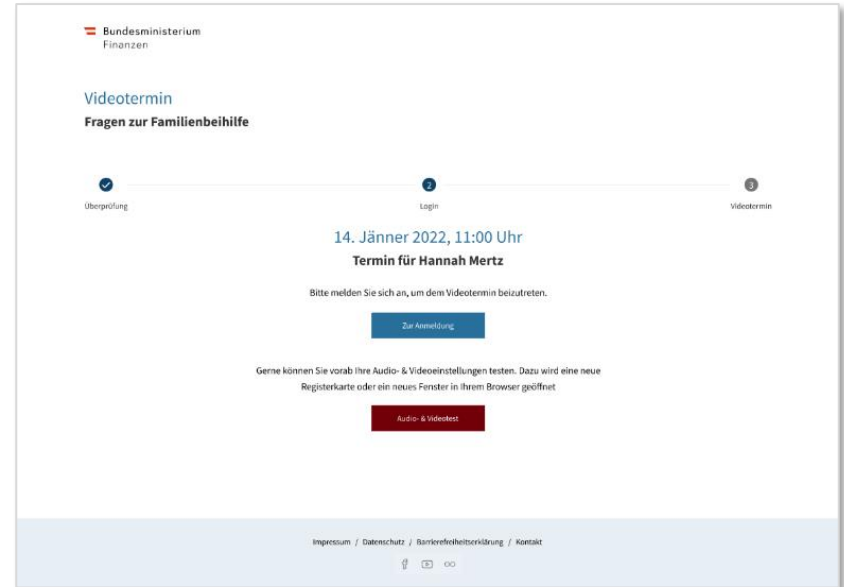 Bundesministerium
Finanzen
Videotermin
Fragen zur Familienbeihilfe
2
3
Überprüfung
Login
Videotermin
14. Jänner 2022, 11:00 Uhr
Termin für Hannah Mertz
Bitte melden Sie sich an, um dem Videotermin beizutreten.
Zur Anmeldung
Gerne können Sie vorab Ihre Audio- & Videoeinstellungen testen. Dazu wird eine neue
Registerkarte oder ein neues Fenster in Ihrem Browser geöffnet
Audio- & Videotest
Impressum / Datenschutz / Barrierefreiheitserklärung / Kontakt